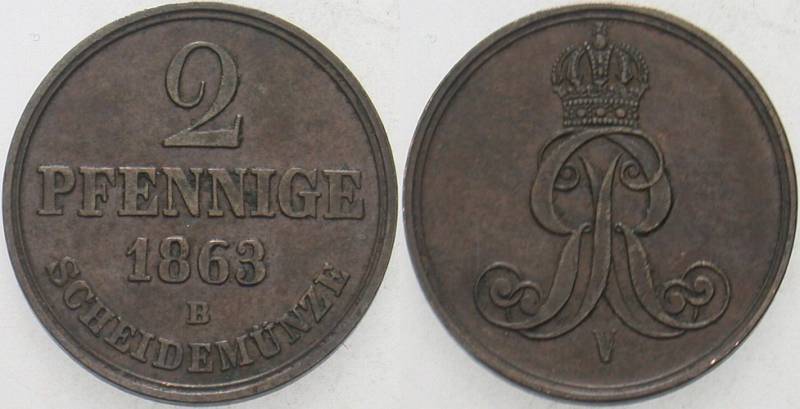 2
PFENNIGE
1863
B
SCHEIDEMÜNZE
V